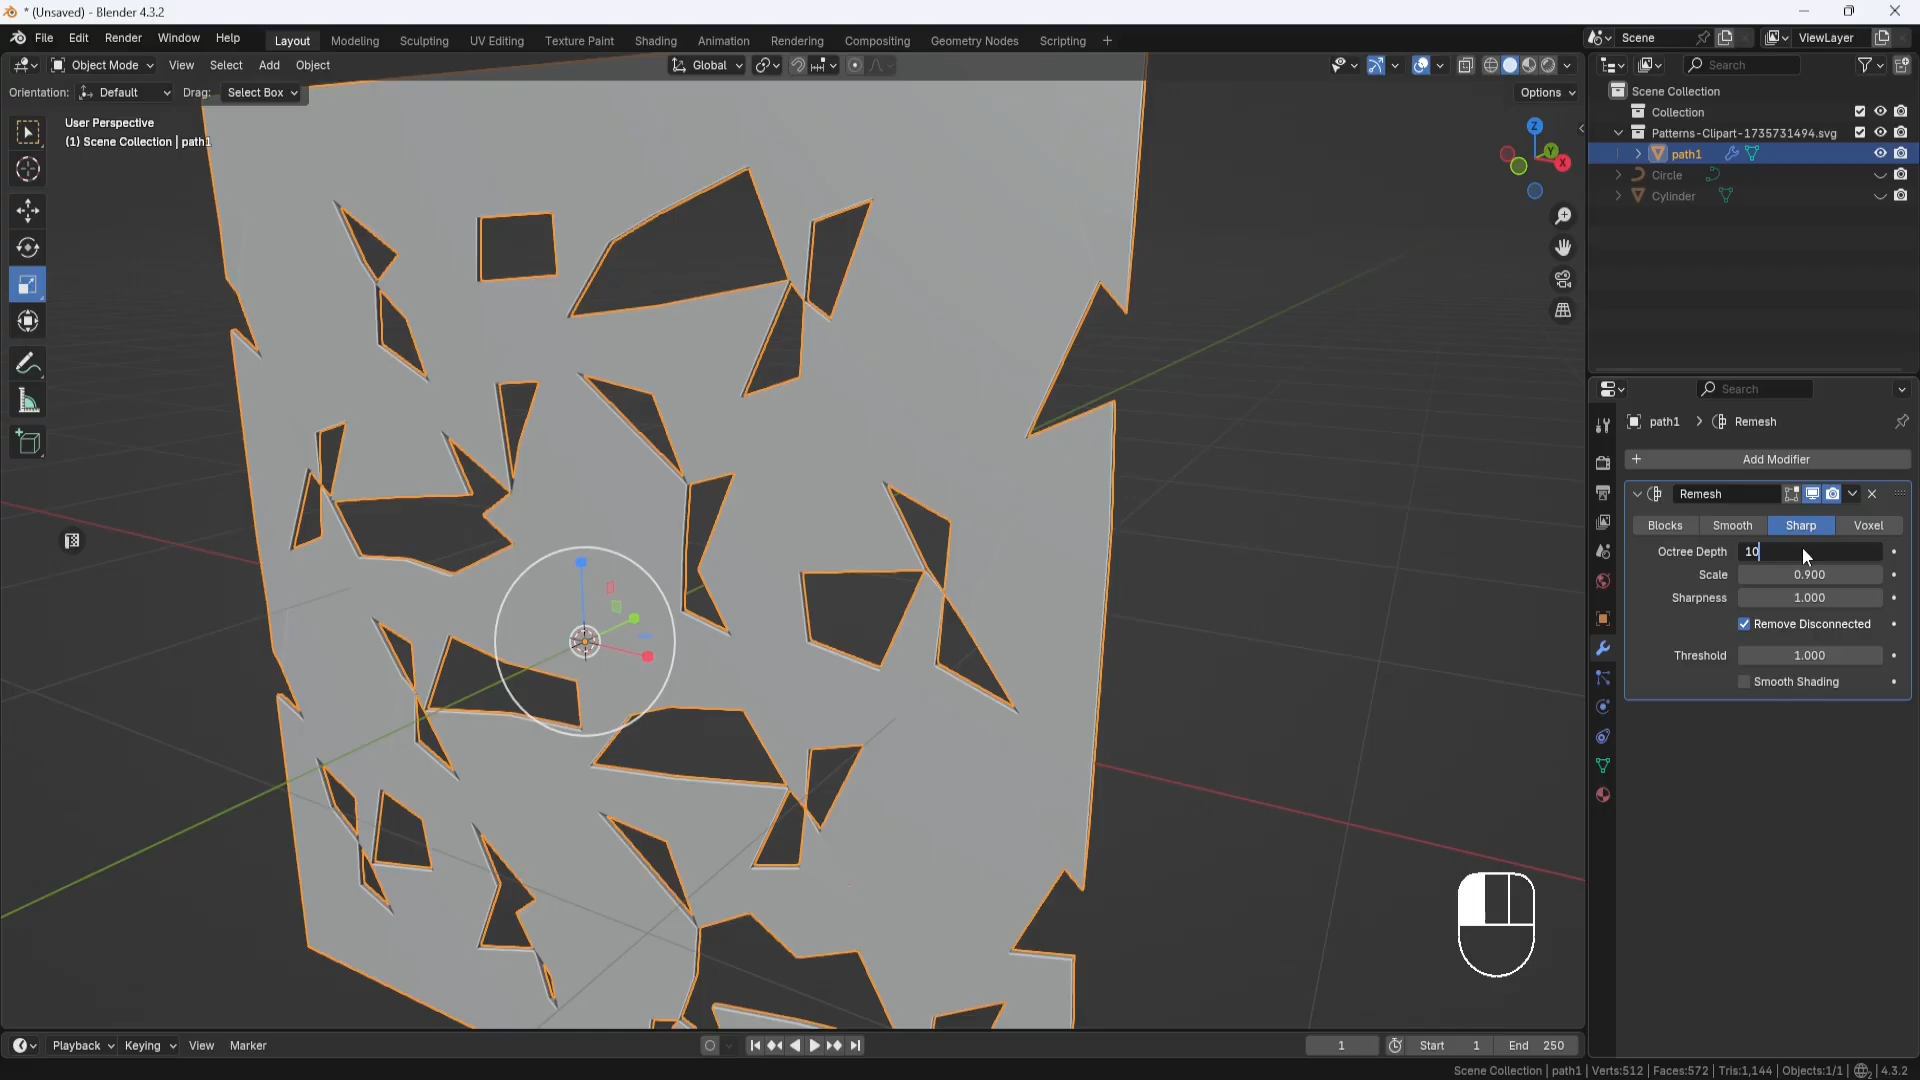 * (Unsaved) - Blender 4.3.2
File Edit Render Window Help
Layout Modeling Sculpting UV Editing Texture Paint Shading Animation Rendering Compositing Geometry Nodes Scripting +
Scene
ViewLayer
Object Mode View Select Add Object
Global
Search
Orientation: Default Drag: Select Box
Options
User Perspective
(1) Scene Collection | path1
Z
Y
X
Scene Collection
Collection
Patterns-Clipart-1735731494.svg
path1
Circle
Cylinder
Search
path1 > Remesh
+ Add Modifier
Remesh
Blocks Smooth Sharp Voxel
Octree Depth 10
Scale 0.900
Sharpness 1.000
Remove Disconnected
Threshold 1.000
Smooth Shading
Playback Keying View Marker
1
Start 1
End 250
Scene Collection | path1 | Verts:512 | Faces:572 | Tris:1,144 | Objects:1/1 | 4.3.2